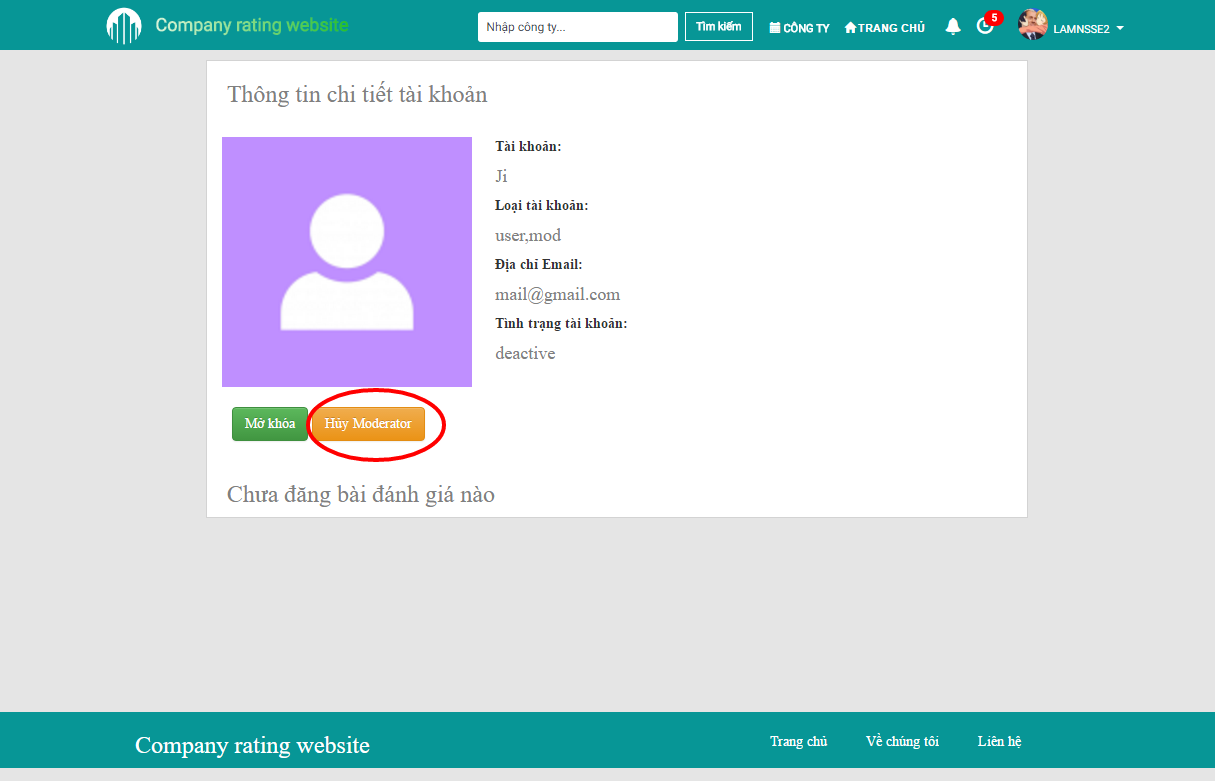 Company rating website
Nhập công ty...
Tìm kiếm
CÔNG TY
TRANG CHỦ
5
LAMNSSE2
Thông tin chi tiết tài khoản
Tài khoản:
Ji
Loại tài khoản:
user,mod
Địa chỉ Email:
mail@gmail.com
Tình trạng tài khoản:
deactive
Mở khóa
Hủy Moderator
Chưa đăng bài đánh giá nào
Company rating website
Trang chủ
Về chúng tôi
Liên hệ